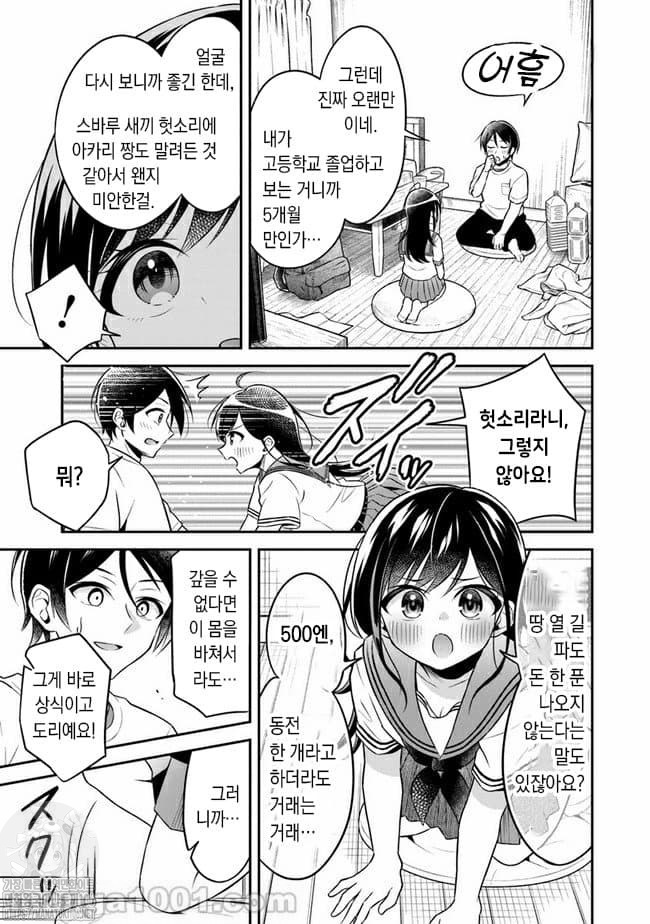 어흠
그런데
진짜 오랜만
이네.
내가
고등학교 졸업하고
보는 거니까
5개월
만인가…
얼굴
다시 보니까 좋긴 한데,
스바루 새끼 헛소리에
아카리 짱도 말려든 것
같아서 왠지
미안한걸.
!
헛소리라니,
그렇지
않아요!
ズイッ
뭐?
땅 열 길
파도
돈 한 푼
나오지
않는다는
말도
있잖아요?
500엔,
동전
한 개라고
하더라도
거래는
거래…
갚을 수
없다면
이 몸을
바쳐서
라도…
그게 바로
상식이고
도리예요!
그러
니까…
スクッ
manga1001.com